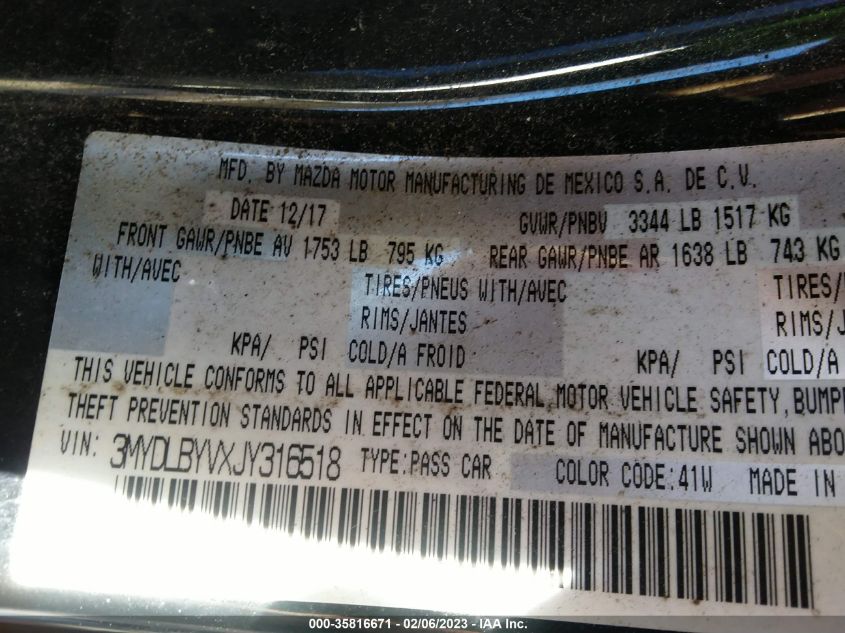 MFD. BY MAZDA MOTOR MANUFACTURING DE MEXICO S.A. DE C.V.
DATE 12/17 GVWR/PNBV 3344 LB 1517 KG
FRONT GAWR/PNBE AV 1753 LB 795 KG REAR GAWR/PNBE AR 1638 LB 743 KG
WITH/AVEC TIRES/PNEUS WITH/AVEC TIRES/
RIMS/JANTES RIMS/J
KPA/ PSI COLD/A FROID KPA/ PSI COLD/A
THIS VEHICLE CONFORMS TO ALL APPLICABLE FEDERAL MOTOR VEHICLE SAFETY, BUMP
THEFT PREVENTION STANDARDS IN EFFECT ON THE DATE OF MANUFACTURE SHOWN ABO
VIN: 3MYDLBYVXJY316518 TYPE:PASS CAR COLOR CODE:41W MADE IN
000-35816671 - 02/06/2023 - IAA Inc.